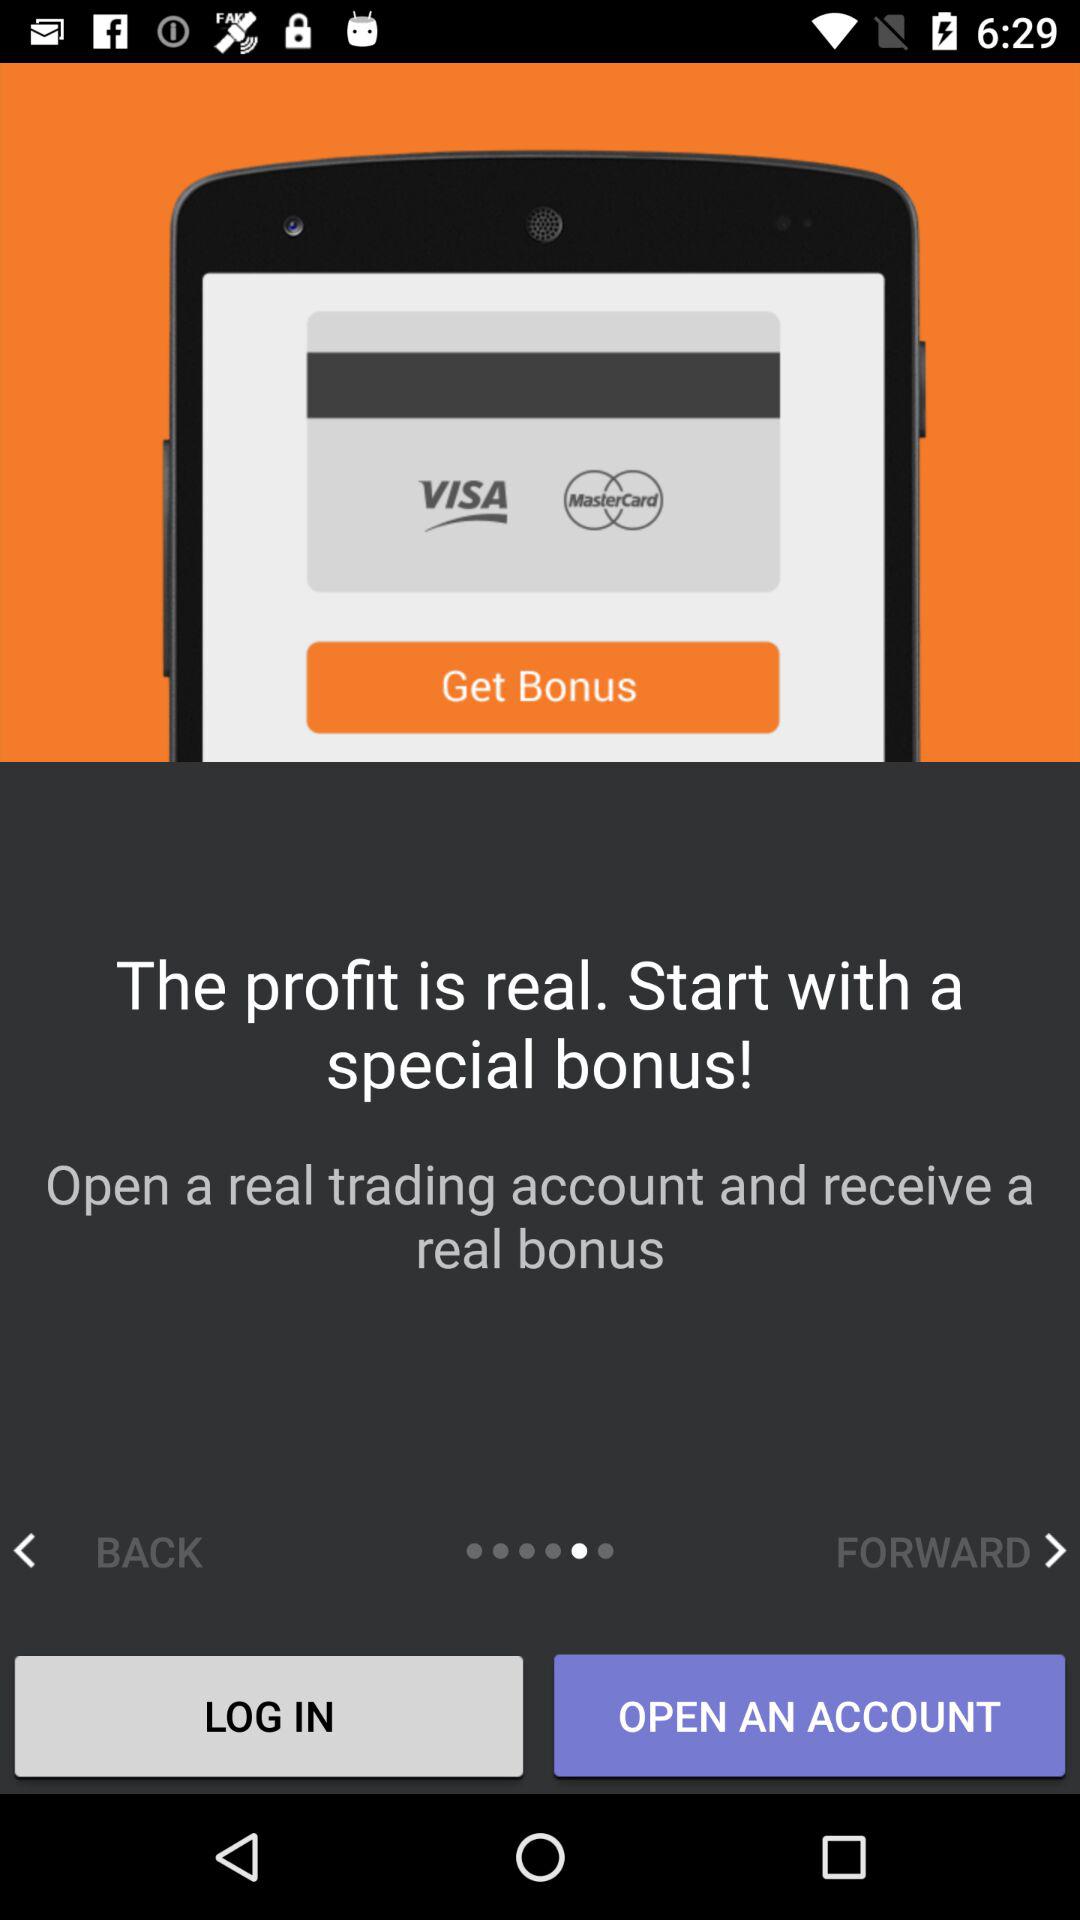 FAKE
6:29
VISA MasterCard
Get Bonus
The profit is real. Start with a
special bonus!
Open a real trading account and receive a
real bonus
BACK FORWARD
LOG IN OPEN AN ACCOUNT